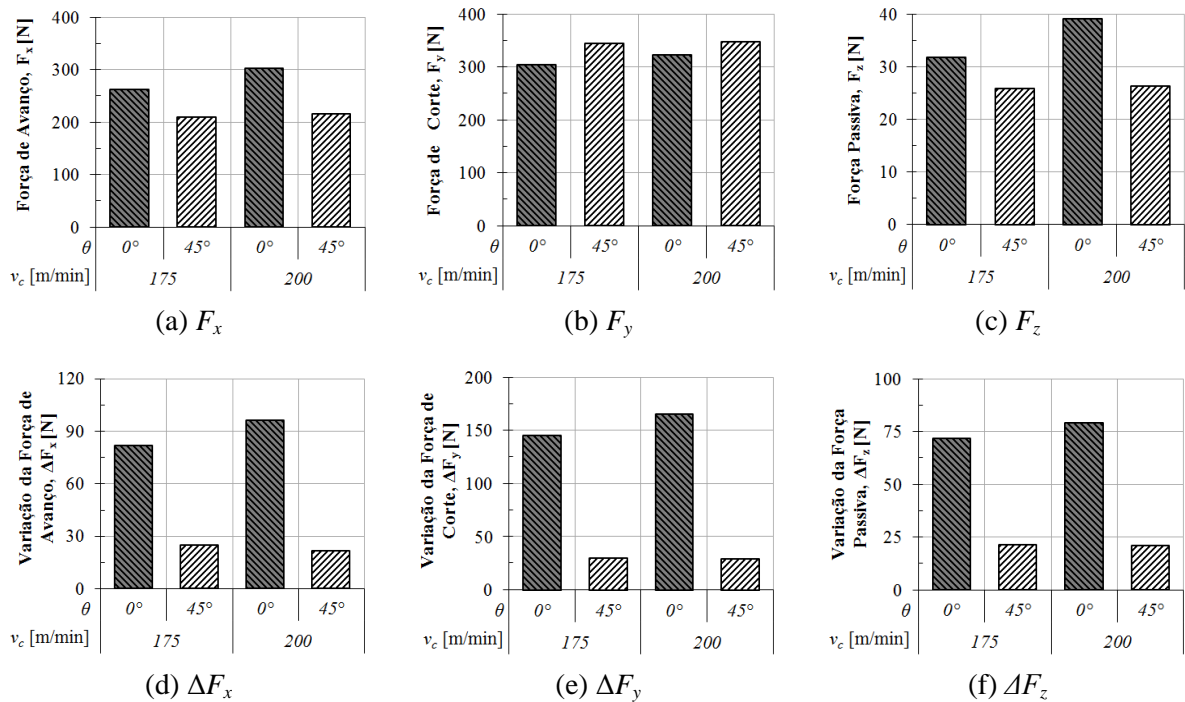 Força de Avanço, Fx [N]
400
300
200
100
0
θ 0° 45° 0° 45°
vc [m/min] 175 200
(a) Fx
Força de Corte, Fy [N]
400
300
200
100
0
θ 0° 45° 0° 45°
vc [m/min] 175 200
(b) Fy
Força Passiva, Fz [N]
40
30
20
10
0
θ 0° 45° 0° 45°
vc [m/min] 175 200
(c) Fz
Variação da Força de
Avanço, ΔFx [N]
120
90
60
30
0
θ 0° 45° 0° 45°
vc [m/min] 175 200
(d) ΔFx
Variação da Força de
Corte, ΔFy [N]
200
150
100
50
0
θ 0° 45° 0° 45°
vc [m/min] 175 200
(e) ΔFy
Variação da Força
Passiva, ΔFz [N]
100
75
50
25
0
θ 0° 45° 0° 45°
vc [m/min] 175 200
(f) ΔFz